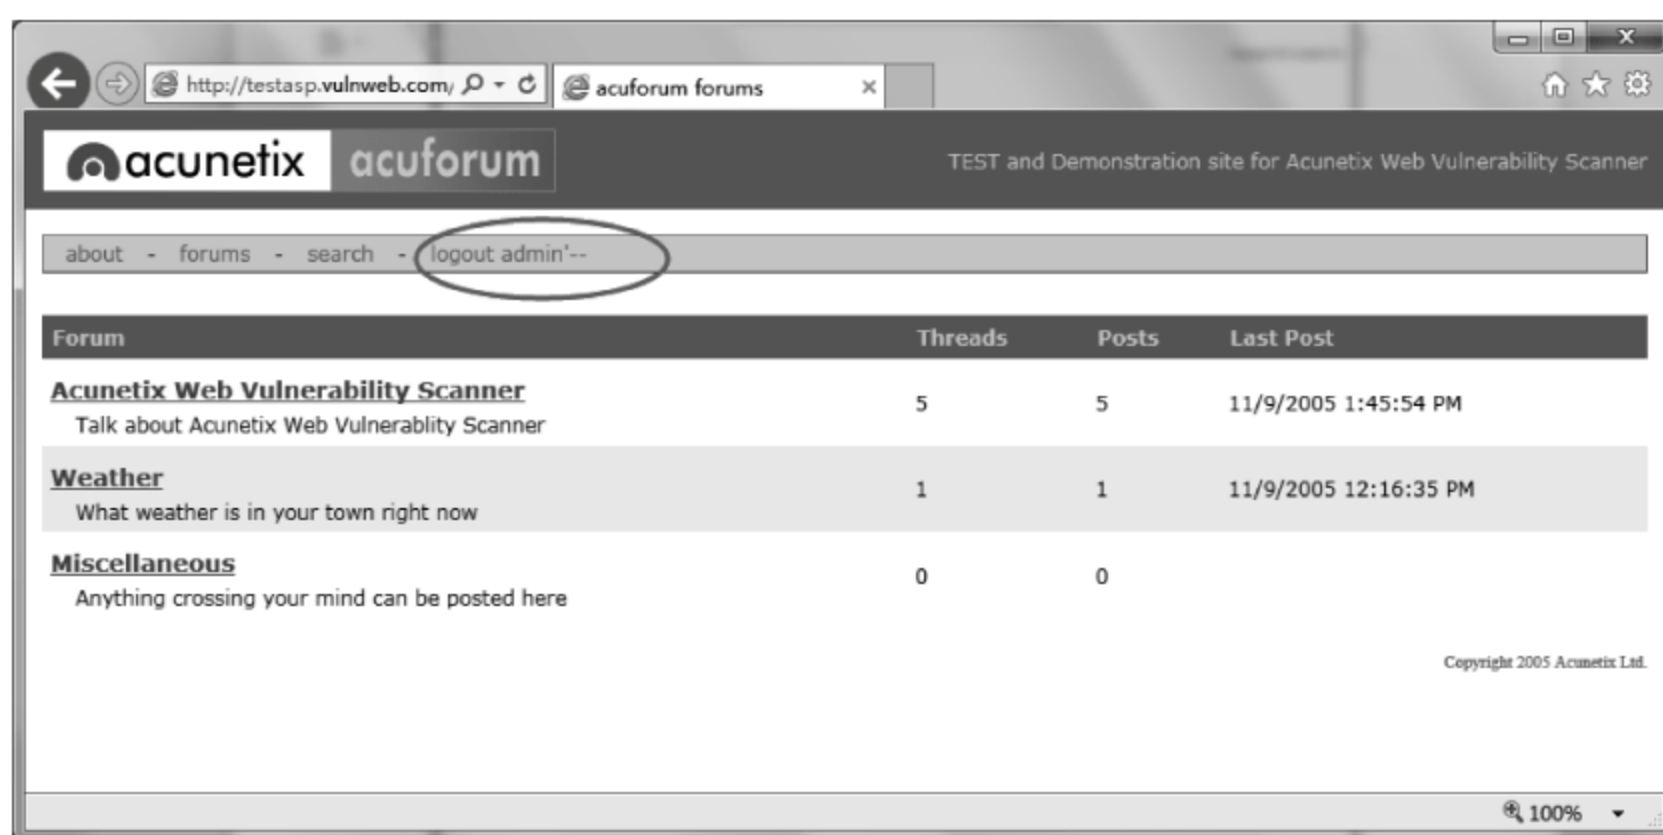 http://testasp.vulnweb.com/
acuforum forums
acunetix acuforum
TEST and Demonstration site for Acunetix Web Vulnerability Scanner
about - forums - search - logout admin'--
Forum Threads Posts Last Post
Acunetix Web Vulnerability Scanner
Talk about Acunetix Web Vulnerablity Scanner
5 5 11/9/2005 1:45:54 PM
Weather
What weather is in your town right now
1 1 11/9/2005 12:16:35 PM
Miscellaneous
Anything crossing your mind can be posted here
0 0
Copyright 2005 Acunetix Ltd.
100%